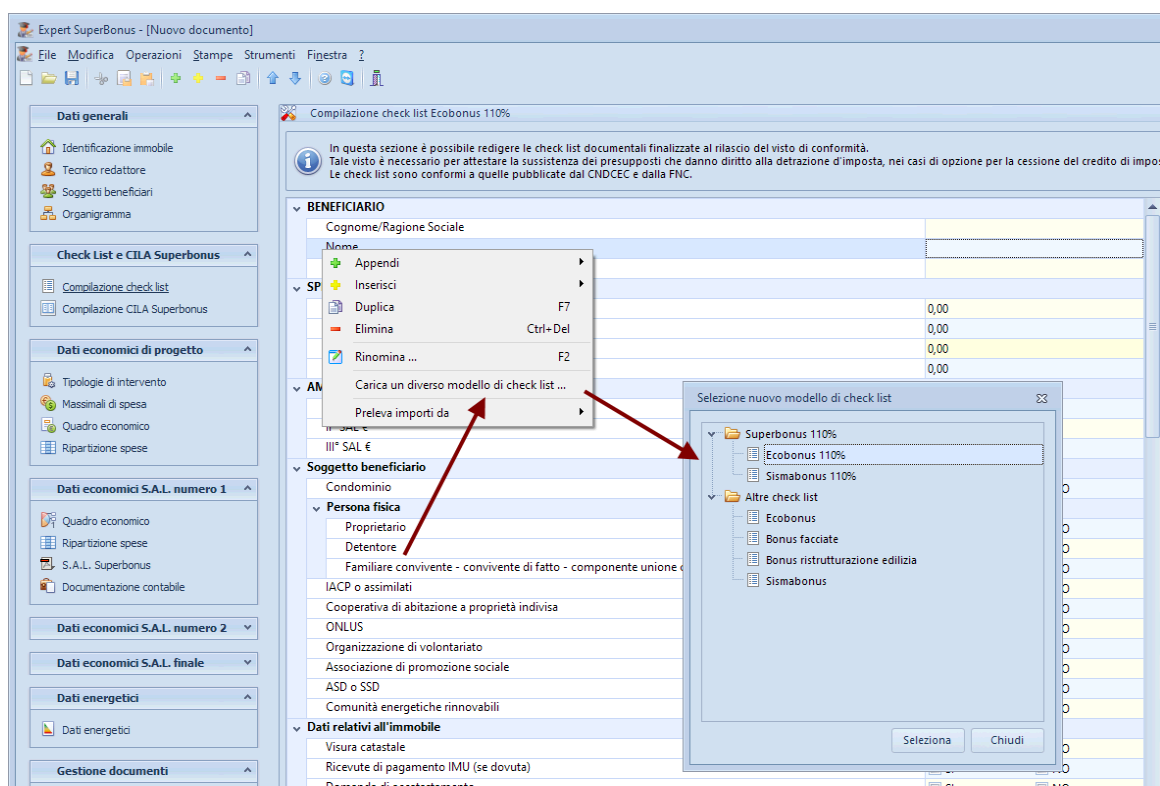 Expert SuperBonus - [Nuovo documento]
File Modifica Operazioni Stampe Strumenti Finestra ?
Dati generali
Identificazione immobile
Tecnico redattore
Soggetti beneficiari
Organigramma
Check List e CILA Superbonus
Compilazione check list
Compilazione CILA Superbonus
Dati economici di progetto
Tipologie di intervento
Massimali di spesa
Quadro economico
Ripartizione spese
Dati economici S.A.L. numero 1
Quadro economico
Ripartizione spese
S.A.L. Superbonus
Documentazione contabile
Dati economici S.A.L. numero 2
Dati economici S.A.L. finale
Dati energetici
Dati energetici
Gestione documenti
Compilazione check list Ecobonus 110%
In questa sezione è possibile redigere le check list documentali finalizzate al rilascio del visto di conformità.
Tale visto è necessario per attestare la sussistenza dei presupposti che danno diritto alla detrazione d'imposta, nei casi di opzione per la cessione del credito di impos
Le check list sono conformi a quelle pubblicate dal CNDCEC e dalla FNC.
BENEFICIARIO
Cognome/Ragione Sociale
Nome
SP
0,00
0,00
0,00
0,00
AM
II° SAL €
III° SAL €
Soggetto beneficiario
Condominio
Persona fisica
Proprietario
Detentore
Familiare convivente - convivente di fatto - componente unione
IACP o assimilati
Cooperativa di abitazione a proprietà indivisa
ONLUS
Organizzazione di volontariato
Associazione di promozione sociale
ASD o SSD
Comunità energetiche rinnovabili
Dati relativi all'immobile
Visura catastale
Ricevute di pagamento IMU (se dovuta)
Domanda di accatastamento SI NO
Appendi
Inserisci
Duplica F7
Elimina Ctrl+Del
Rinomina ... F2
Carica un diverso modello di check list ...
Preleva importi da
Selezione nuovo modello di check list
Superbonus 110%
Ecobonus 110%
Sismabonus 110%
Altre check list
Ecobonus
Bonus facciate
Bonus ristrutturazione edilizia
Sismabonus
Seleziona Chiudi